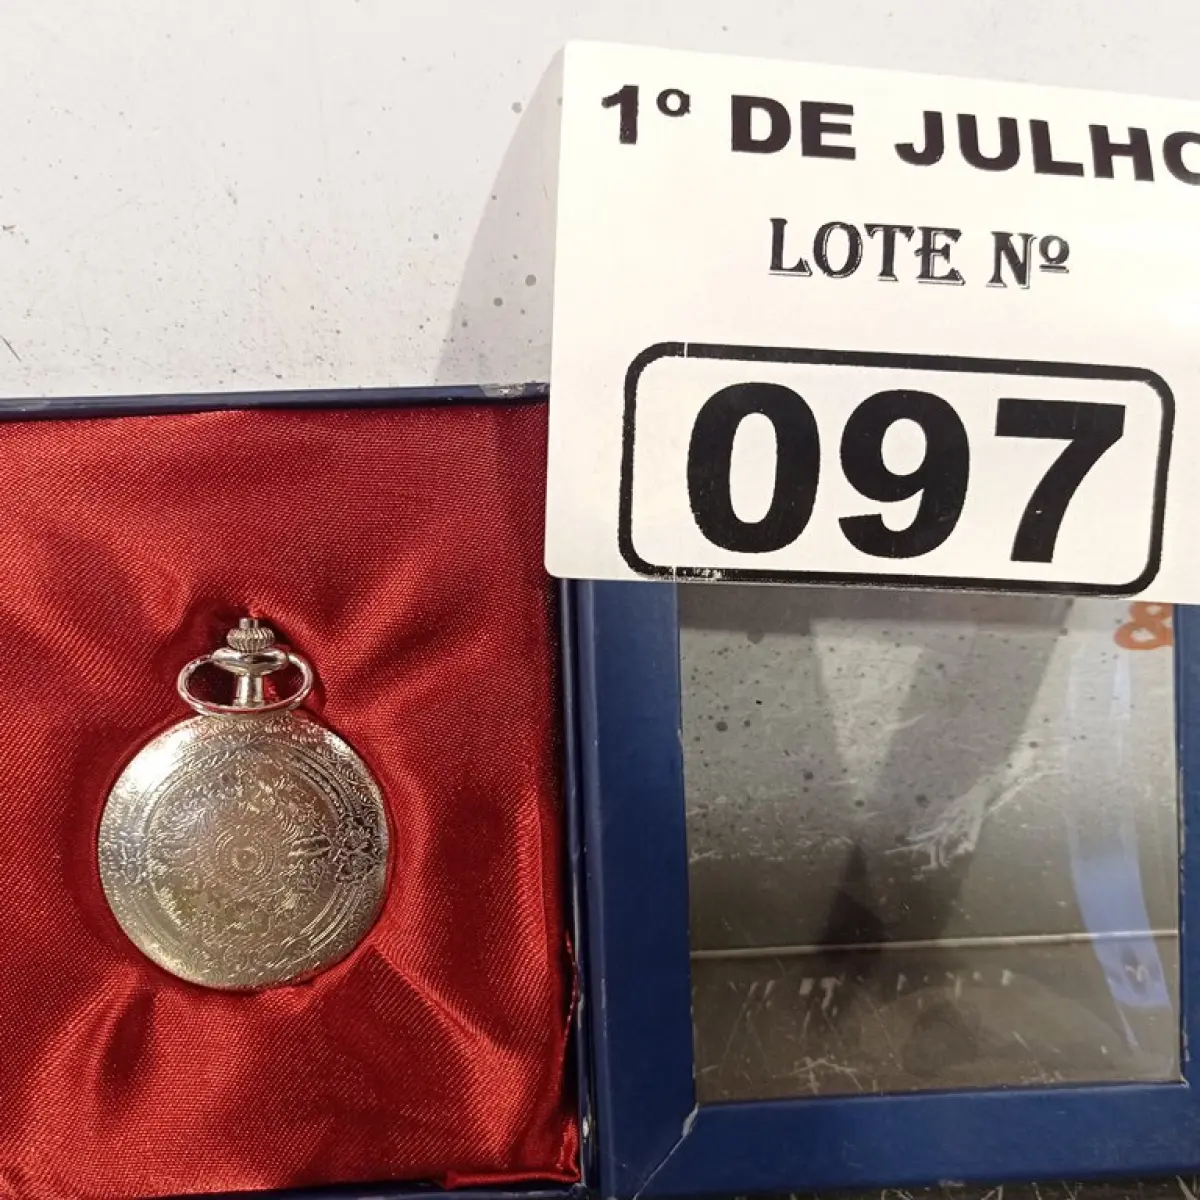 1º DE JULHO
LOTE Nº
097
&